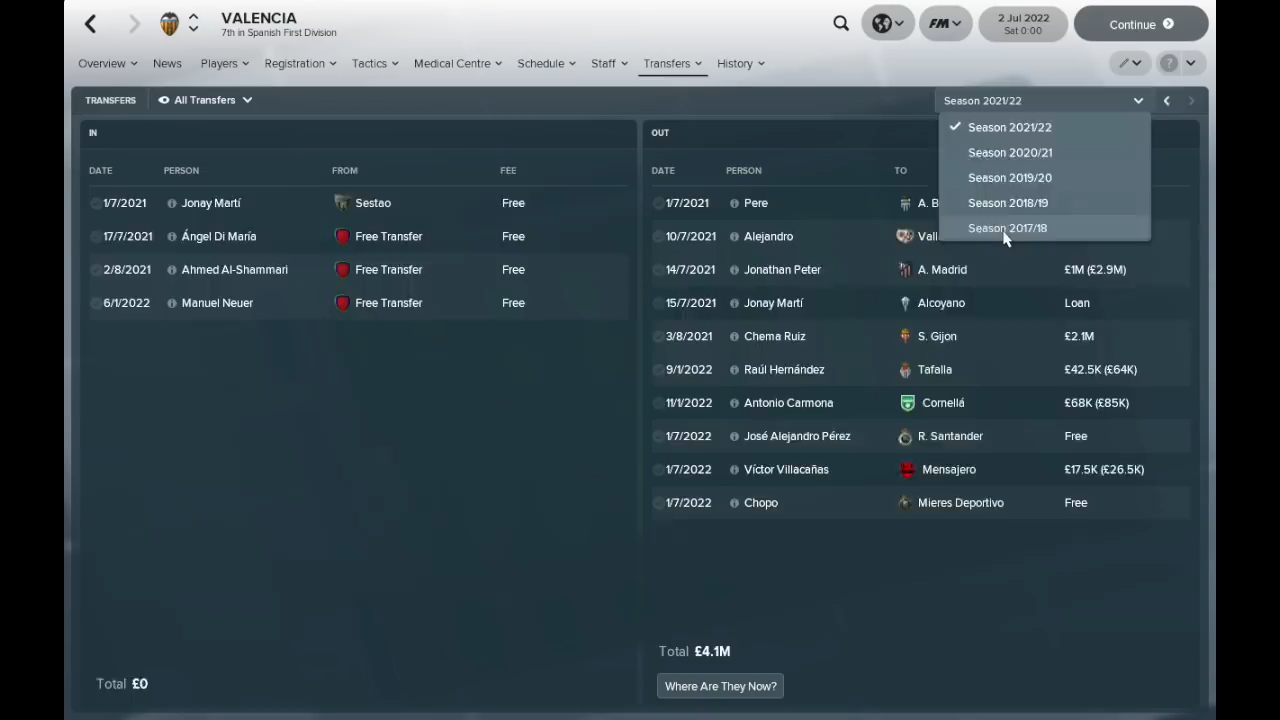 VALENCIA
7th in Spanish First Division
FM
2 Jul 2022
Sat 0:00
Continue
Overview
News
Players
Registration
Tactics
Medical Centre
Schedule
Staff
Transfers
History
?
TRANSFERS
All Transfers
Season 2021/22
Season 2021/22
Season 2020/21
Season 2019/20
Season 2018/19
Season 2017/18
IN
DATE PERSON FROM FEE
1/7/2021 Jonay Martí Sestao Free
17/7/2021 Ángel Di María Free Transfer Free
2/8/2021 Ahmed Al-Shammari Free Transfer Free
6/1/2022 Manuel Neuer Free Transfer Free
Total £0
OUT
DATE PERSON TO
1/7/2021 Pere A. B
10/7/2021 Alejandro Vall
14/7/2021 Jonathan Peter A. Madrid £1M (£2.9M)
15/7/2021 Jonay Martí Alcoyano Loan
3/8/2021 Chema Ruiz S. Gijon £2.1M
9/1/2022 Raúl Hernández Tafalla £42.5K (£64K)
11/1/2022 Antonio Carmona Cornellá £68K (£85K)
1/7/2022 José Alejandro Pérez R. Santander Free
1/7/2022 Víctor Villacañas Mensajero £17.5K (£26.5K)
1/7/2022 Chopo Mieres Deportivo Free
Total £4.1M
Where Are They Now?